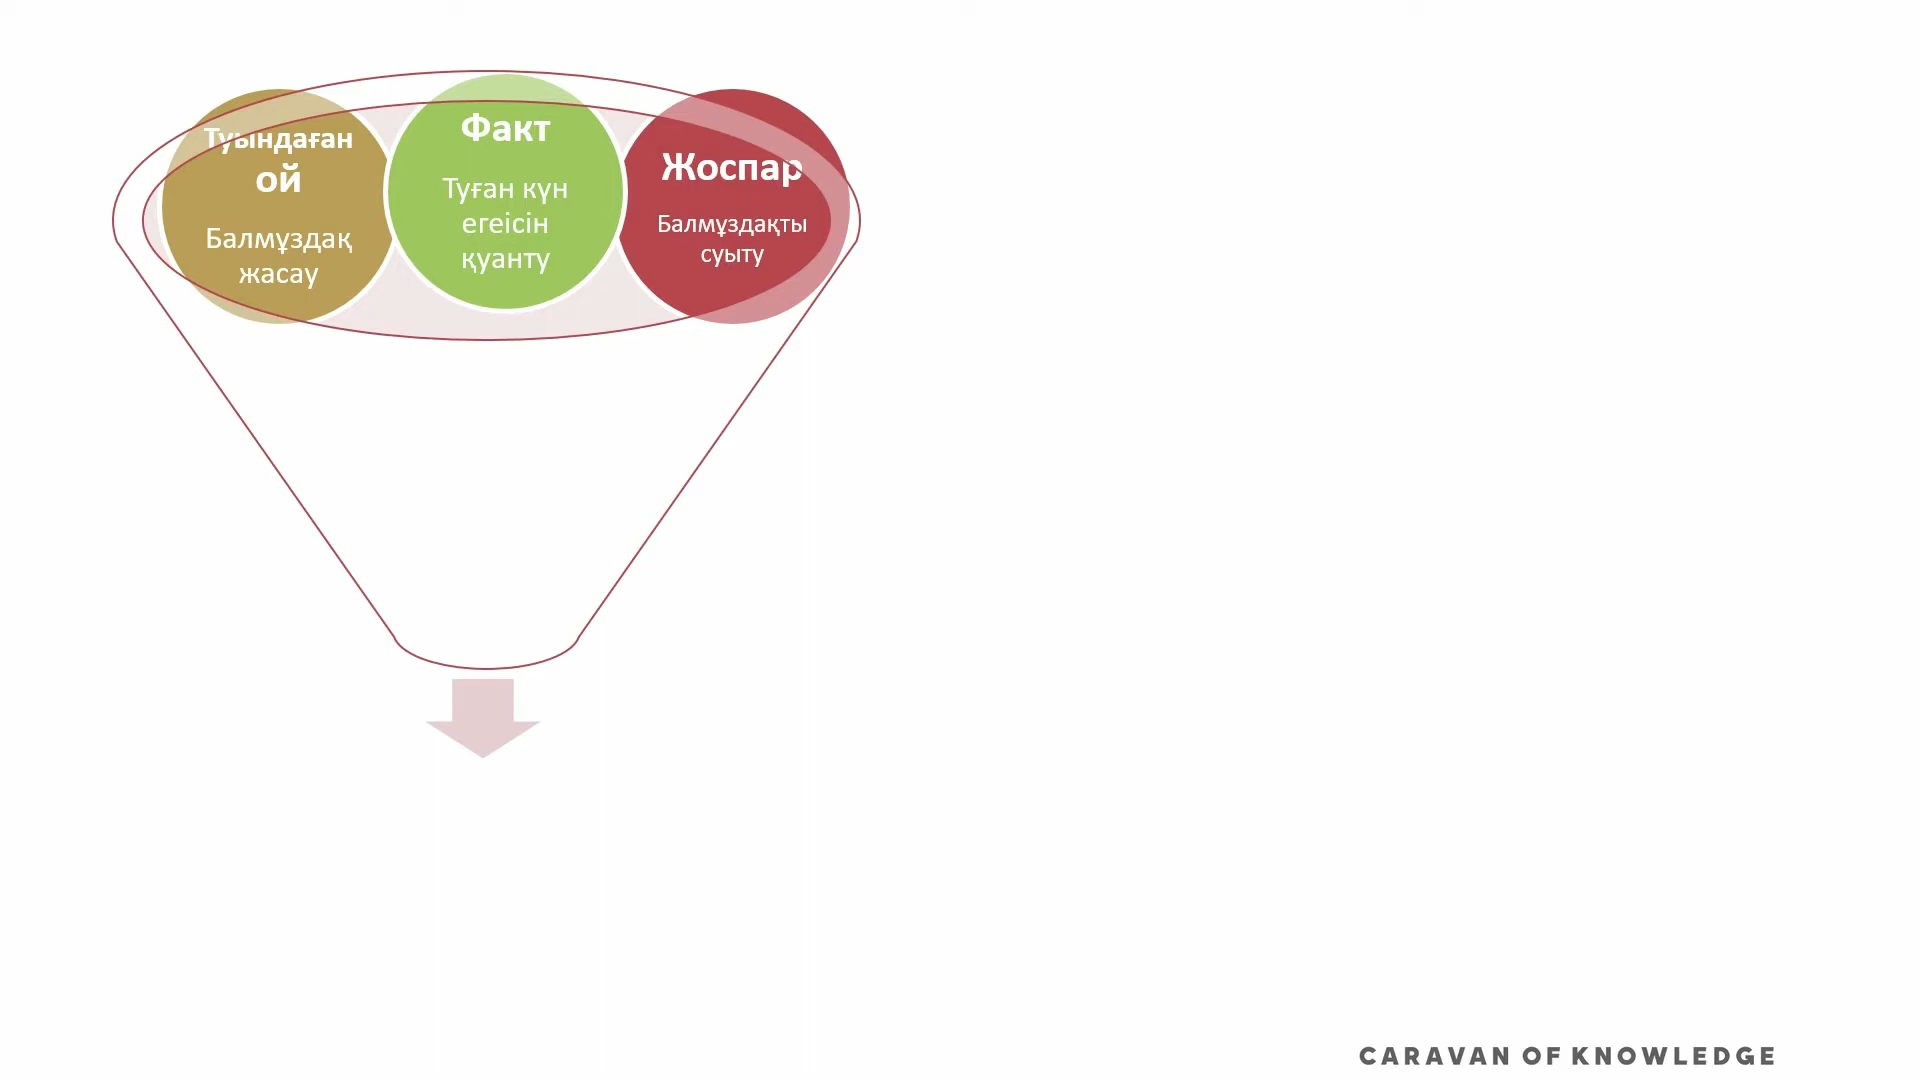 Туындаған
ой
Балмұздақ
жасау
Факт
Туған күн
егеісін
қуанту
Жоспар
Балмұздақты
суыту
CARAVAN OF KNOWLEDGE